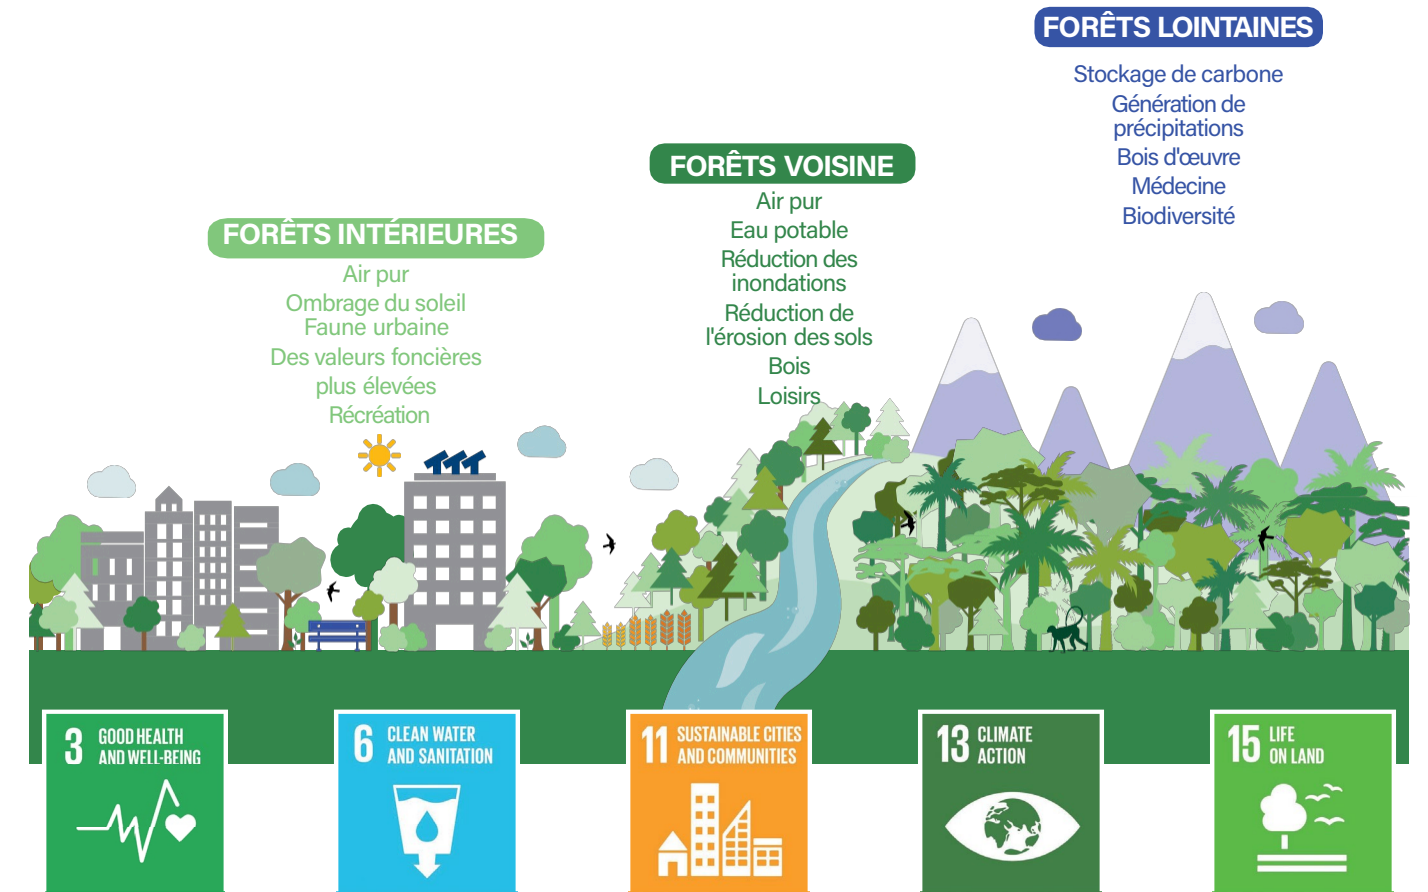 FORÊTS LOINTAINES
Stockage de carbone
Génération de
précipitations
Bois d'œuvre
Médecine
Biodiversité
FORÊTS VOISINE
Air pur
Eau potable
Réduction des
inondations
Réduction de
l'érosion des sols
Bois
Loisirs
FORÊTS INTÉRIEURES
Air pur
Ombrage du soleil
Faune urbaine
Des valeurs foncières
plus élevées
Récréation
3 GOOD HEALTH
AND WELL-BEING
6 CLEAN WATER
AND SANITATION
11 SUSTAINABLE CITIES
AND COMMUNITIES
13 CLIMATE
ACTION
15 LIFE
ON LAND